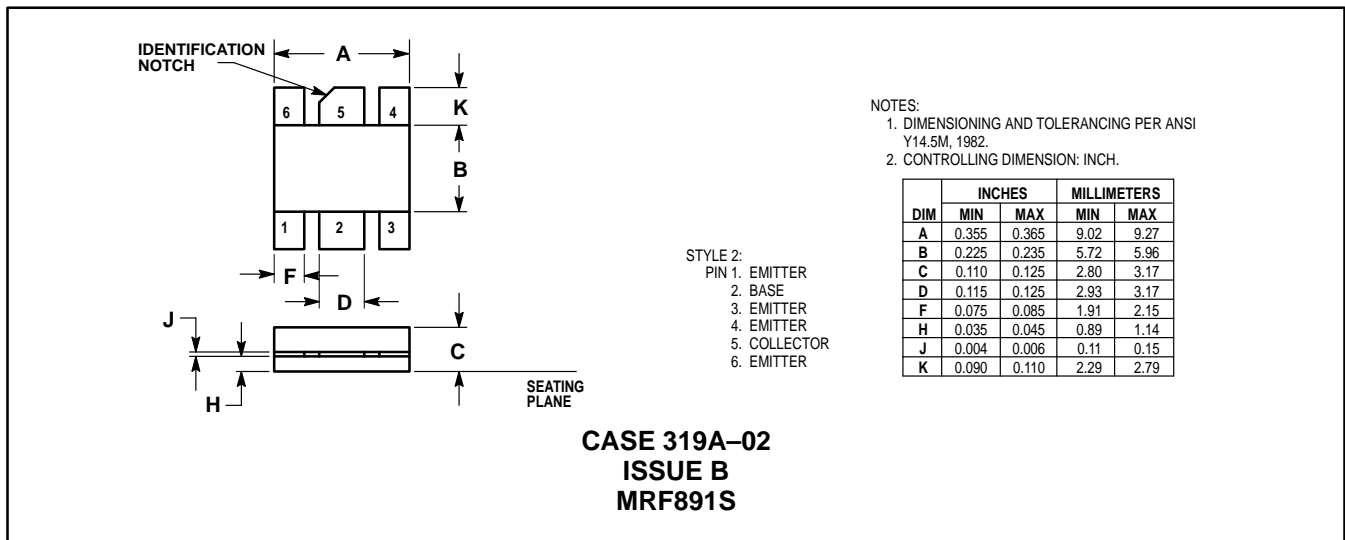 IDENTIFICATION
NOTCH
A
6
5
4
K
B
1
2
3
F
D
J
C
H
SEATING
PLANE
STYLE 2:
PIN 1. EMITTER
2. BASE
3. EMITTER
4. EMITTER
5. COLLECTOR
6. EMITTER
NOTES:
1. DIMENSIONING AND TOLERANCING PER ANSI
Y14.5M, 1982.
2. CONTROLLING DIMENSION: INCH.
INCHES MILLIMETERS
DIM MIN MAX MIN MAX
A 0.355 0.365 9.02 9.27
B 0.225 0.235 5.72 5.96
C 0.110 0.125 2.80 3.17
D 0.115 0.125 2.93 3.17
F 0.075 0.085 1.91 2.15
H 0.035 0.045 0.89 1.14
J 0.004 0.006 0.11 0.15
K 0.090 0.110 2.29 2.79
CASE 319A–02
ISSUE B
MRF891S